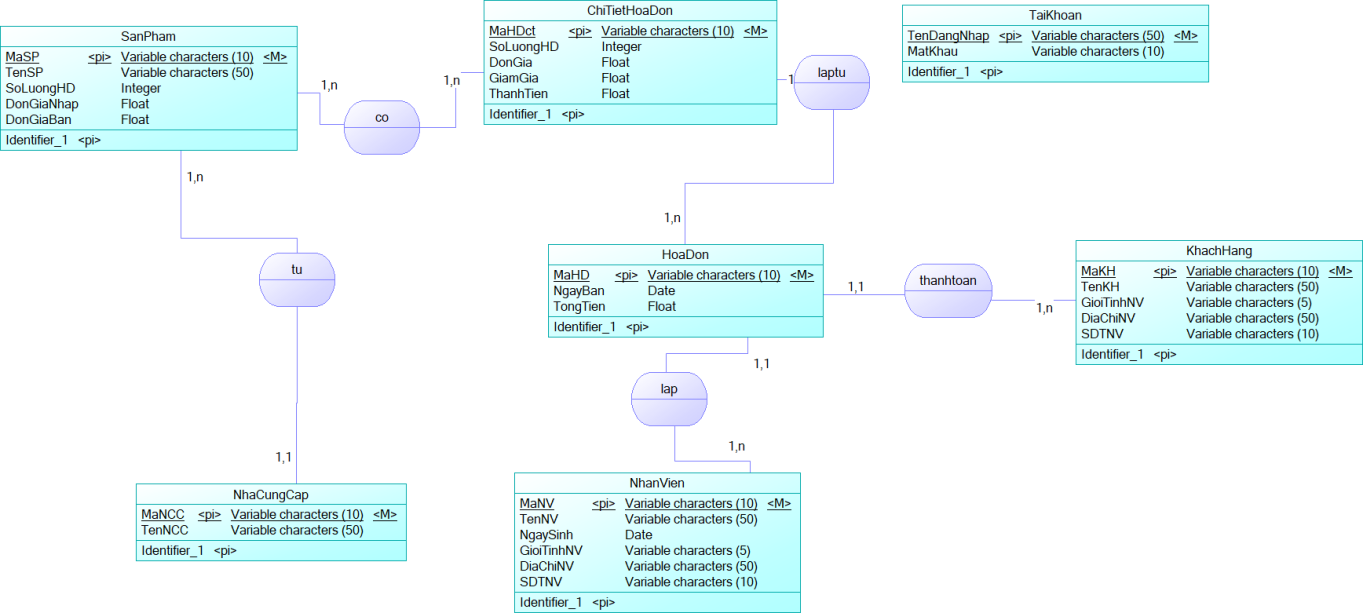 SanPham
MaSP <pi> Variable characters (10) <M>
TenSP Variable characters (50)
SoLuongHD Integer
DonGiaNhap Float
DonGiaBan Float
Identifier_1 <pi>
1,n
co
1,n
ChiTietHoaDon
MaHDct <pi> Variable characters (10) <M>
SoLuongHD Integer
DonGia Float
GiamGia Float
ThanhTien Float
Identifier_1 <pi>
1
laptu
TaiKhoan
TenDangNhap <pi> Variable characters (50) <M>
MatKhau Variable characters (10)
Identifier_1 <pi>
1,n
tu
1,1
1,n
HoaDon
MaHD <pi> Variable characters (10) <M>
NgayBan Date
TongTien Float
Identifier_1 <pi>
1,1
thanhtoan
1,n
KhachHang
MaKH <pi> Variable characters (10) <M>
TenKH Variable characters (50)
GioiTinhNV Variable characters (5)
DiaChiNV Variable characters (50)
SDTNV Variable characters (10)
Identifier_1 <pi>
1,1
lap
1,n
NhaCungCap
MaNCC <pi> Variable characters (10) <M>
TenNCC Variable characters (50)
Identifier_1 <pi>
NhanVien
MaNV <pi> Variable characters (10) <M>
TenNV Variable characters (50)
NgaySinh Date
GioiTinhNV Variable characters (5)
DiaChiNV Variable characters (50)
SDTNV Variable characters (10)
Identifier_1 <pi>